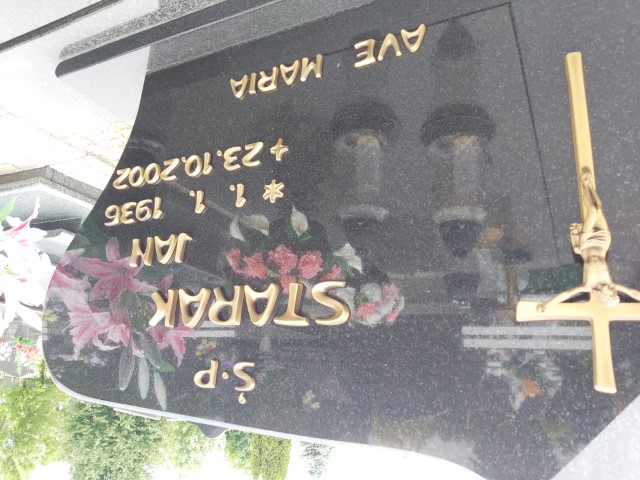 Ś.P
STARAK
JAN
* 1. 1. 1936
+ 23.10.2002
AVE MARIA